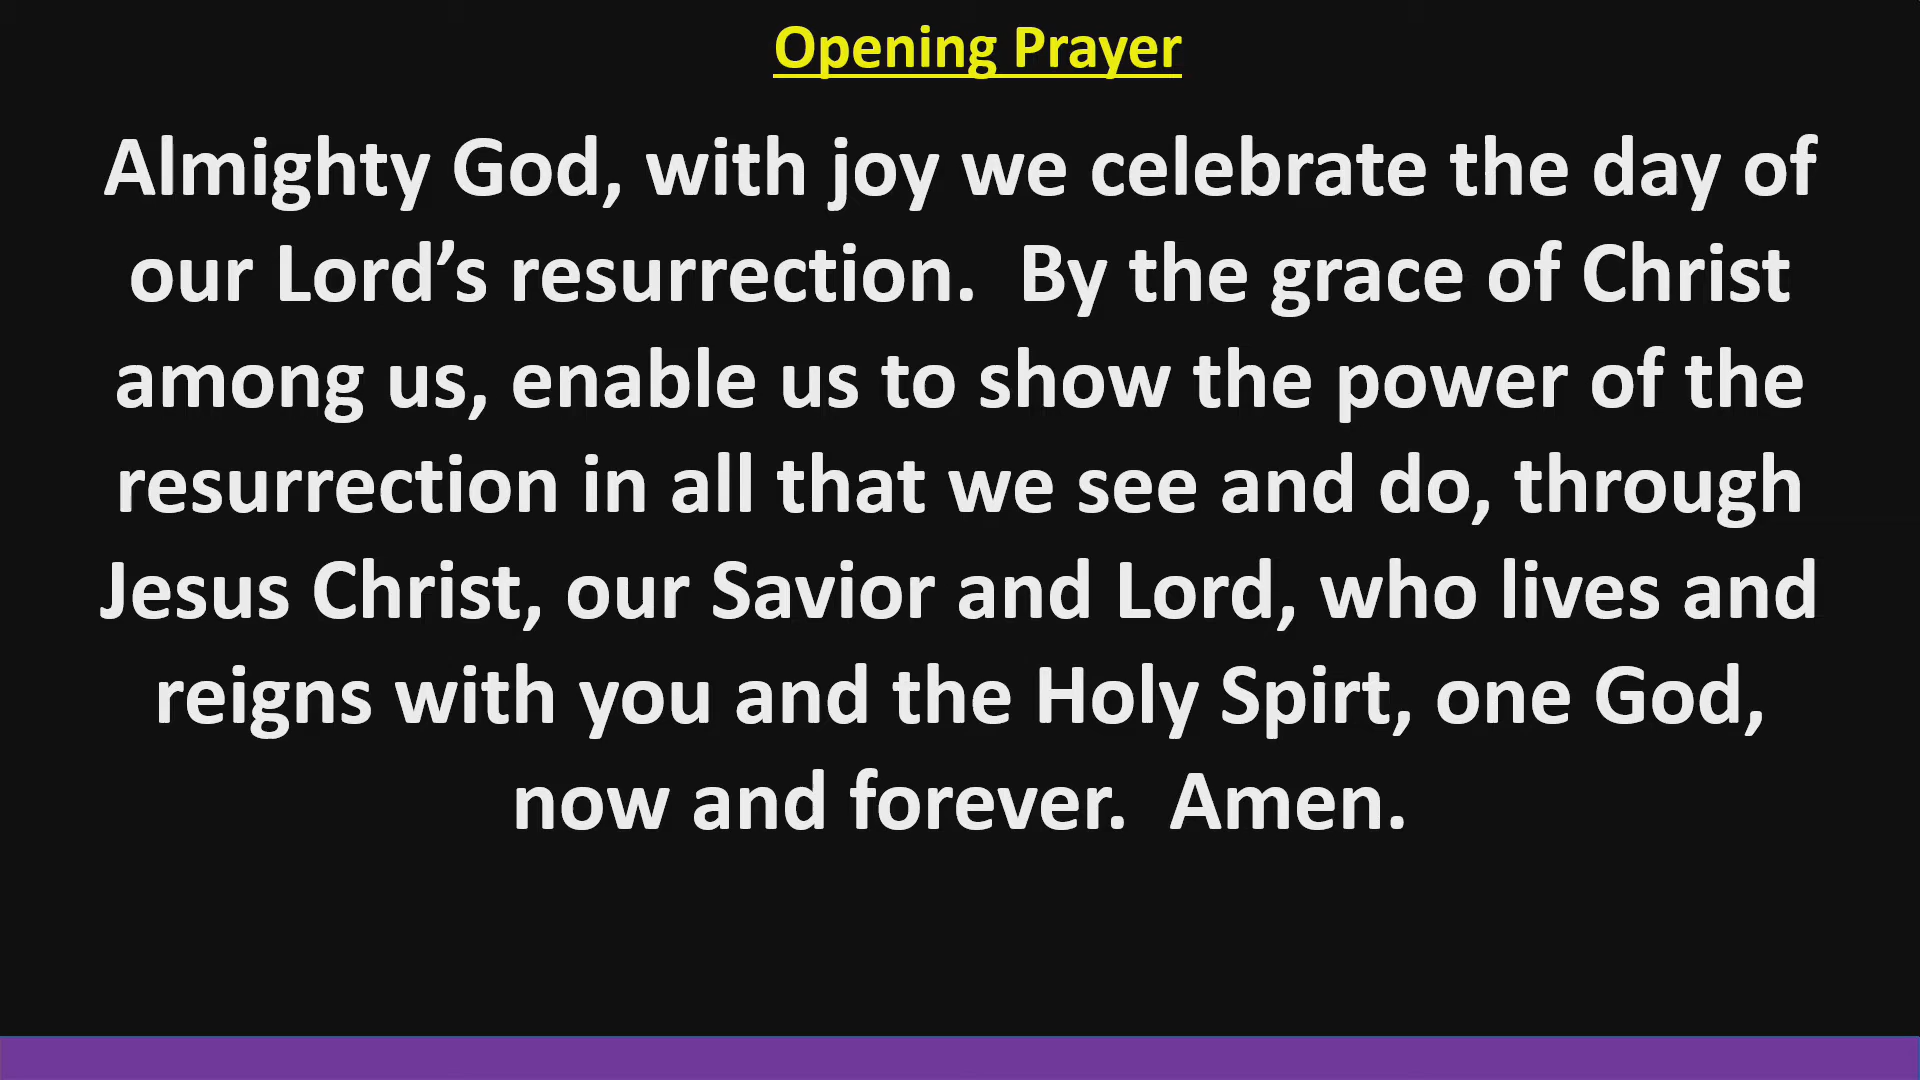 Opening Prayer
Almighty God, with joy we celebrate the day of
our Lord’s resurrection.  By the grace of Christ
among us, enable us to show the power of the
resurrection in all that we see and do, through
Jesus Christ, our Savior and Lord, who lives and
reigns with you and the Holy Spirt, one God,
now and forever.  Amen.